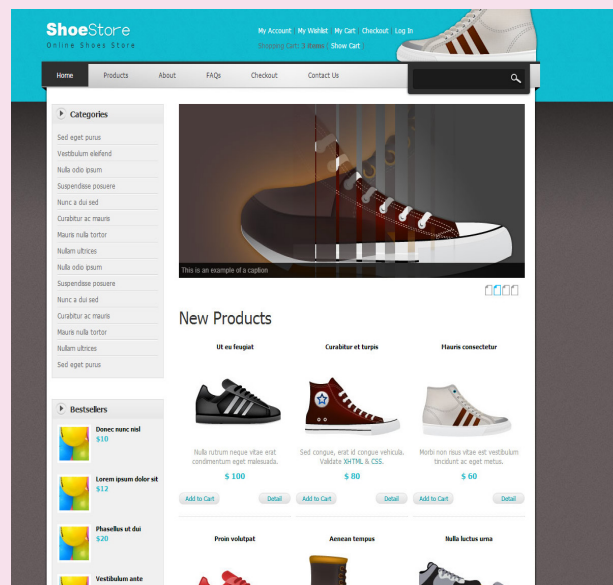 ShoeStore
Online Shoes Store
My Account My Wishlist My Cart Checkout Log In
Shopping Cart: 3 items ( Show Cart )
Home Products About FAQs Checkout Contact Us
Categories
Sed eget purus
Vestibulum eleifend
Nulla odio ipsum
Suspendisse posuere
Nunc a dui sed
Curabitur ac mauris
Mauris nulla tortor
Nullam ultrices
Nulla odio ipsum
Suspendisse posuere
Nunc a dui sed
Curabitur ac mauris
Mauris nulla tortor
Nullam ultrices
Sed eget purus
Bestsellers
Donec nunc nisl
$10
Lorem ipsum dolor sit
$12
Phasellus ut dui
$20
Vestibulum ante
This is an example of a caption
New Products
Ut eu feugiat
Nulla rutrum neque vitae erat
condimentum eget malesuada.
$ 100
Add to Cart Detail
Curabitur et turpis
Sed congue, erat id congue vehicula.
Validate XHTML & CSS.
$ 80
Add to Cart Detail
Mauris consectetur
Morbi non risus vitae est vestibulum
tincidunt ac eget metus.
$ 60
Add to Cart Detail
Proin volutpat
Aenean tempus
Nulla luctus urna